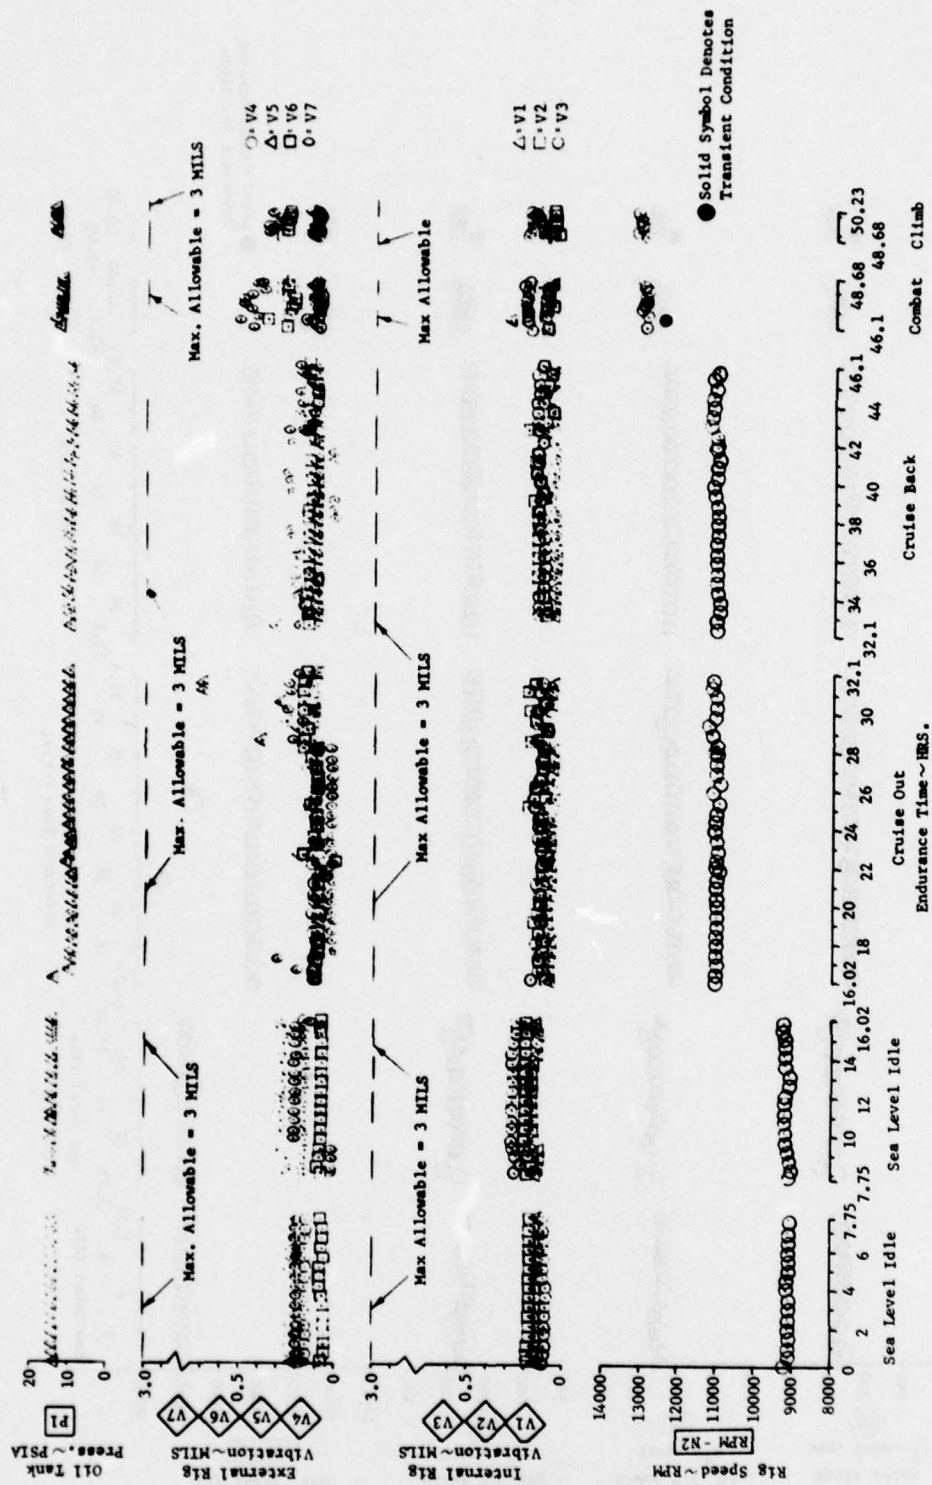 Oil Tank
Press. ~ PSIA
P1
20
10
0
External Rig
Vibration~MILS
V7
V6
V5
V4
3.0
0.5
0
Max. Allowable = 3 MILS
Max. Allowable = 3 MILS
Max. Allowable = 3 MILS
○= V4
△= V5
□= V6
◊= V7
Internal Rig
Vibration~MILS
V3
V2
V1
3.0
0.5
0
Max Allowable = 3 MILS
Max Allowable = 3 MILS
Max Allowable
△= V1
□= V2
○= V3
Rig Speed ~ RPM
RPM - N2
14000
13000
12000
11000
10000
9000
8000
● Solid Symbol Denotes
Transient Condition
0 2 4 6 7.75
7.75 10 12 14 16.02
16.02 18 20 22 24 26 28 30 32.1
32.1 34 36 38 40 42 44 46.1
46.1 48.68
48.68 50.23
Sea Level Idle
Sea Level Idle
Cruise Out
Cruise Back
Combat
Climb
Endurance Time ~ HRS.